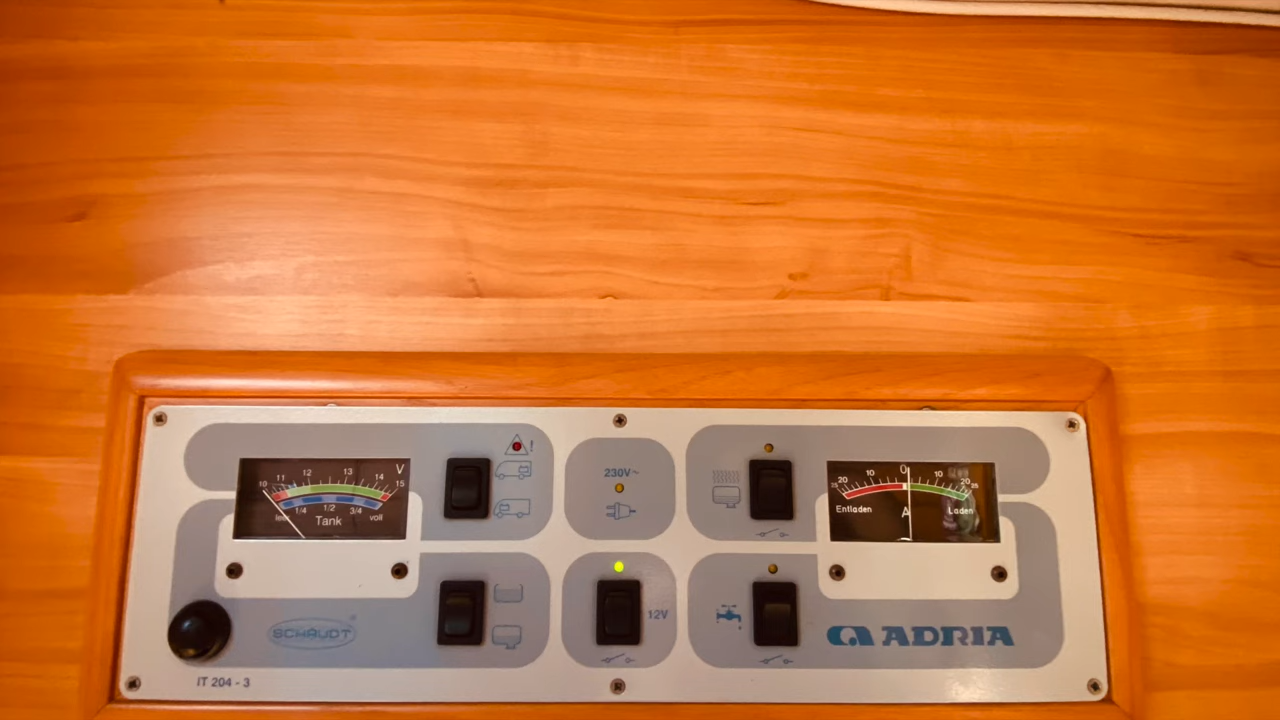 10 11 12 13 14 15 V
leer 1/4 1/2 3/4 voll
Tank
!
230V~
12V
25 20 10 0 10 20 25
Entladen A Laden
SCHAUDT
ADRIA
IT 204 - 3